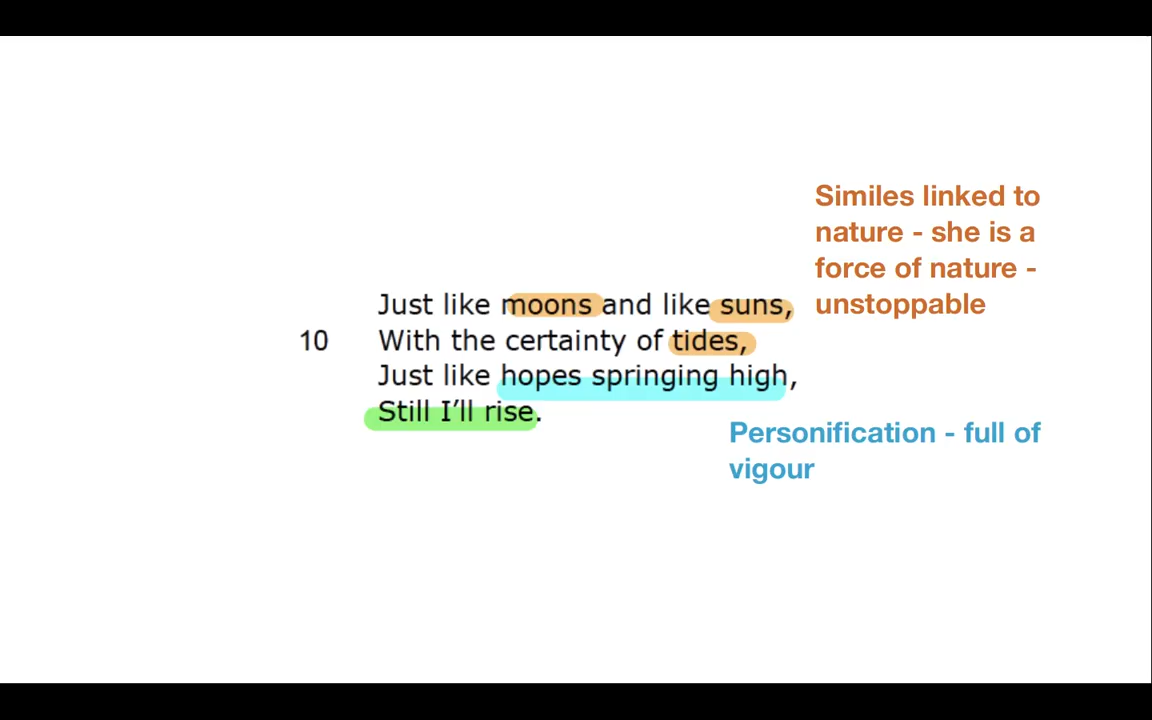 Similes linked to
nature - she is a
force of nature -
unstoppable
Just like moons and like suns,
10 With the certainty of tides,
Just like hopes springing high,
Still I’ll rise.
Personification - full of
vigour